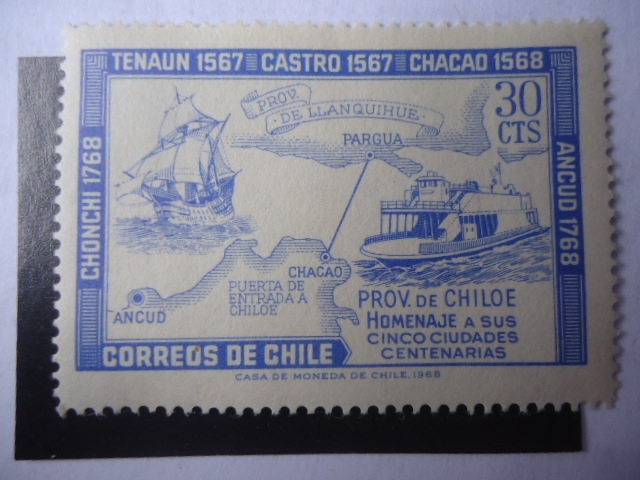 TENAUN 1567 CASTRO 1567 CHACAO 1568
CHONCHI 1768
ANCUD 1768
30
CTS
PROV.
DE LLANQUIHUE
PARGUA
CHACAO
PUERTA DE
ENTRADA A
CHILOE
ANCUD
PROV. DE CHILOE
HOMENAJE A SUS
CINCO CIUDADES
CENTENARIAS
CORREOS DE CHILE
CASA DE MONEDA DE CHILE. 1968